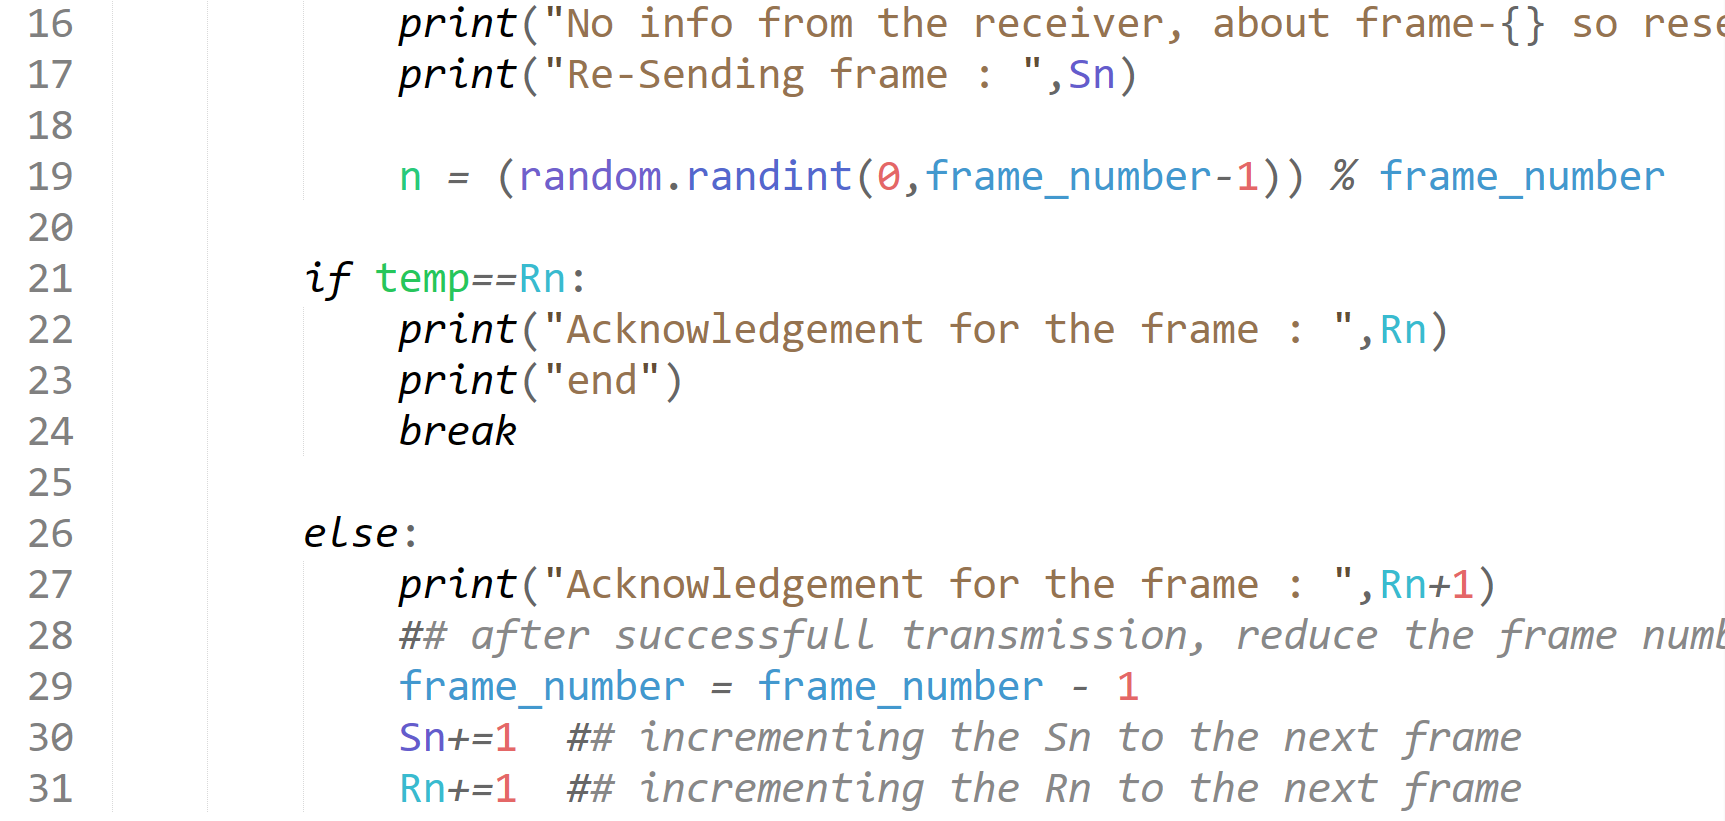 16 print("No info from the receiver, about frame-{} so rese
17 print("Re-Sending frame : ",Sn)
18
19 n = (random.randint(0,frame_number-1)) % frame_number
20
21 if temp==Rn:
22 print("Acknowledgement for the frame : ",Rn)
23 print("end")
24 break
25
26 else:
27 print("Acknowledgement for the frame : ",Rn+1)
28 ## after successfull transmission, reduce the frame numb
29 frame_number = frame_number - 1
30 Sn+=1  ## incrementing the Sn to the next frame
31 Rn+=1  ## incrementing the Rn to the next frame